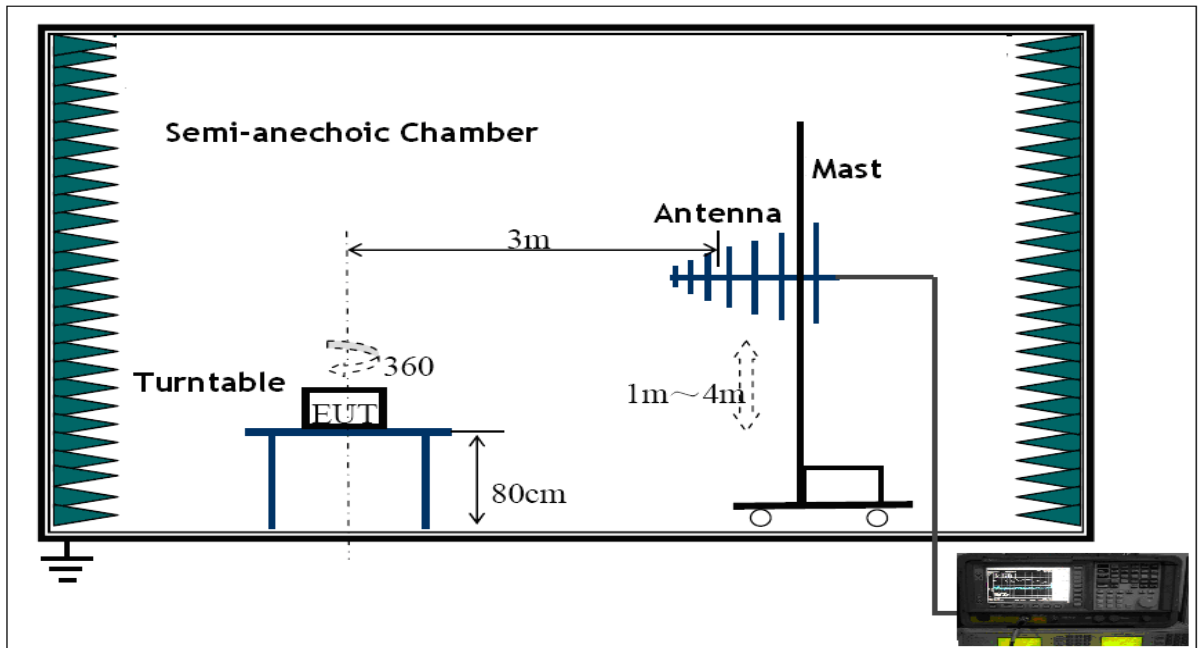 Semi-anechoic Chamber
Mast
Antenna
3m
360
Turntable
1m～4m
EUT
80cm